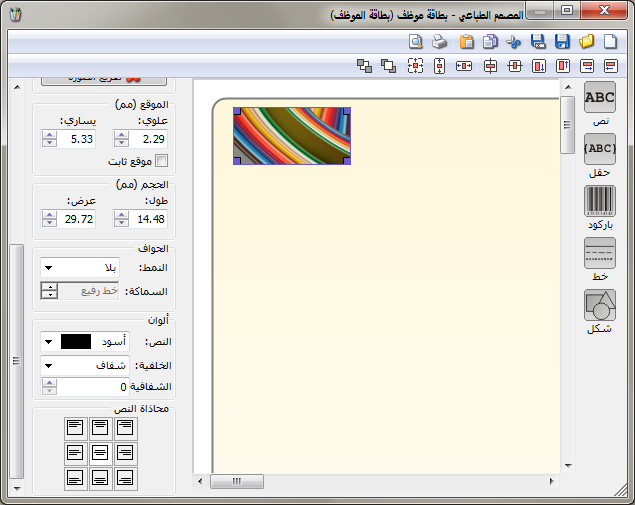 المصمم الطباعي - بطاقة موظف (بطاقة الموظف)
ABC
نص
{ABC}
حقل
باركود
خط
شكل
تفريغ الصورة
الموقع (مم)
علوي: يساري:
2.29 5.33
موقع ثابت
الحجم (مم)
طول: عرض:
14.48 29.72
الحواف
النمط: بلا
السماكة: خط رفيع
ألوان
النص: أسود
الخلفية: شفاف
الشفافية 0
محاذاة النص